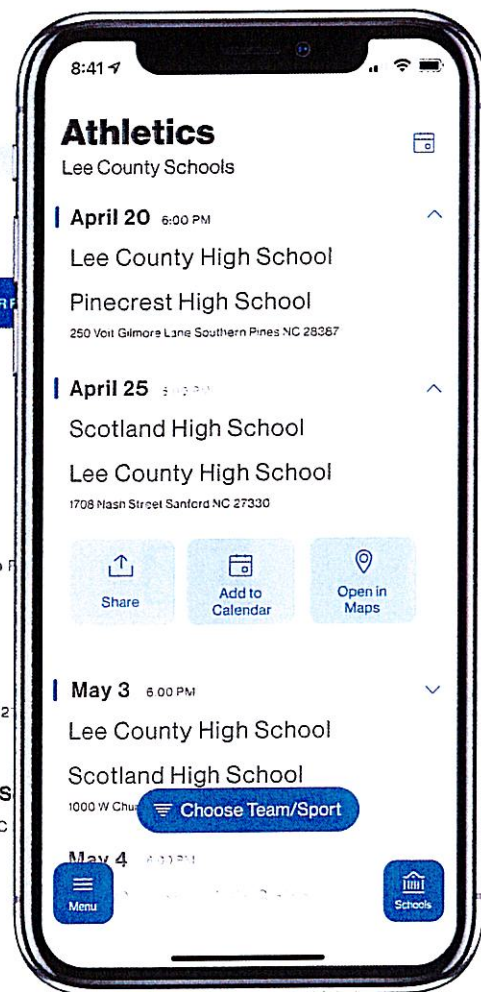 8:41
Athletics
Lee County Schools
April 20 6:00 PM
Lee County High School
Pinecrest High School
250 Voit Gilmore Lane Southern Pines NC 28387
April 25
Scotland High School
Lee County High School
1708 Nash Street Sanford NC 27330
Share
Add to
Calendar
Open in
Maps
May 3 6:00 PM
Lee County High School
Scotland High School
1000 W
Choose Team/Sport
May 4
Menu
Schools